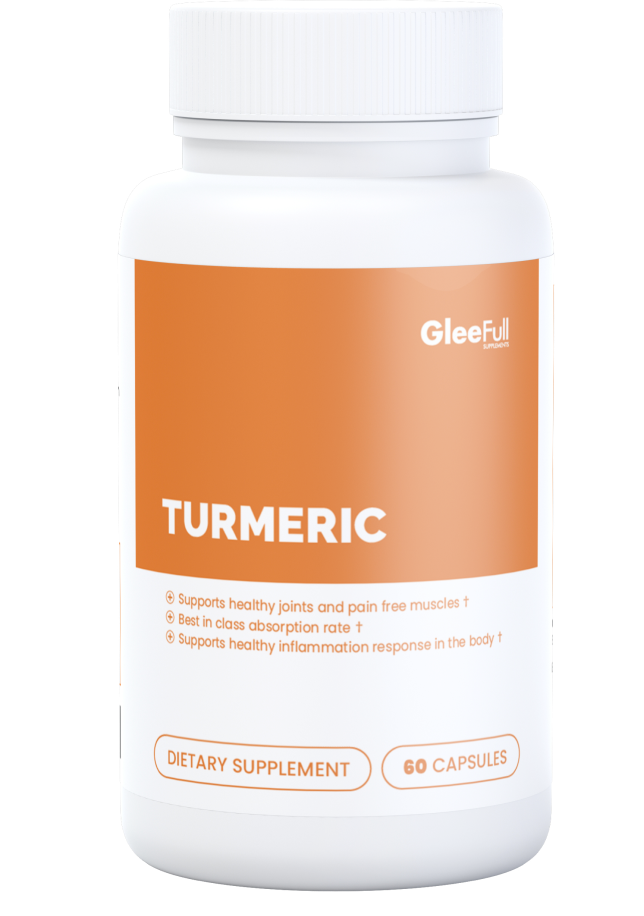 GleeFull
SUPPLEMENTS
TURMERIC
Supports healthy joints and pain free muscles †
Best in class absorption rate †
Supports healthy inflammation response in the body †
DIETARY SUPPLEMENT
60 CAPSULES